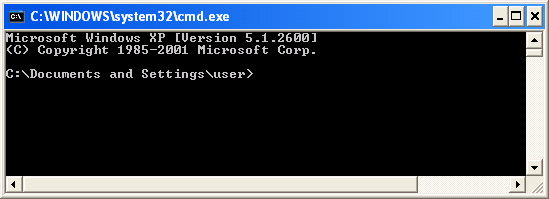 C:\WINDOWS\system32\cmd.exe
Microsoft Windows XP [Version 5.1.2600]
(C) Copyright 1985-2001 Microsoft Corp.
C:\Documents and Settings\user>